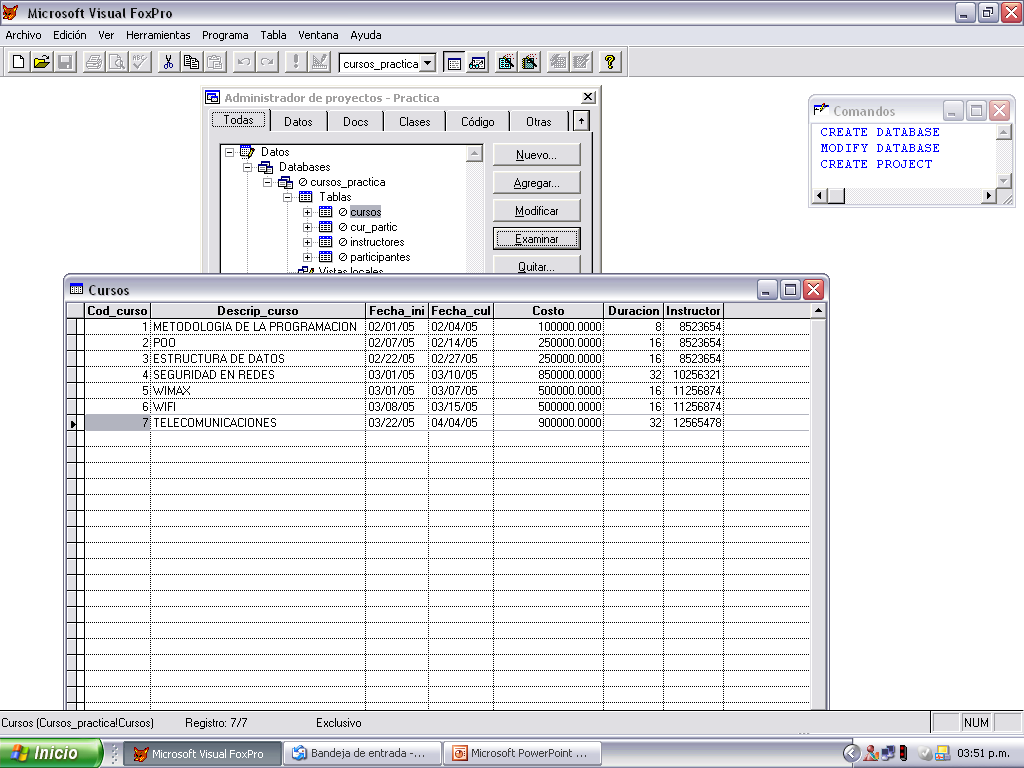 Microsoft Visual FoxPro
Archivo Edición Ver Herramientas Programa Tabla Ventana Ayuda
cursos_practica
Administrador de proyectos - Practica
Todas Datos Docs Clases Código Otras
Datos
Databases
cursos_practica
Tablas
cursos
cur_partic
instructores
participantes
Vistas locales
Nuevo...
Agregar...
Modificar
Examinar
Quitar...
Comandos
CREATE DATABASE
MODIFY DATABASE
CREATE PROJECT
Cursos
Cod_curso Descrip_curso Fecha_ini Fecha_cul Costo Duracion Instructor
1 METODOLOGIA DE LA PROGRAMACION 02/01/05 02/04/05 100000.0000 8 8523654
2 POO 02/07/05 02/14/05 250000.0000 16 8523654
3 ESTRUCTURA DE DATOS 02/22/05 02/27/05 250000.0000 16 8523654
4 SEGURIDAD EN REDES 03/01/05 03/10/05 850000.0000 32 10256321
5 WIMAX 03/01/05 03/07/05 500000.0000 16 11256874
6 WIFI 03/08/05 03/15/05 500000.0000 16 11256874
7 TELECOMUNICACIONES 03/22/05 04/04/05 900000.0000 32 12565478
Cursos (Cursos_practica!Cursos) Registro: 7/7 Exclusivo NUM
Inicio Microsoft Visual FoxPro Bandeja de entrada -... Microsoft PowerPoint ... 03:51 p.m.